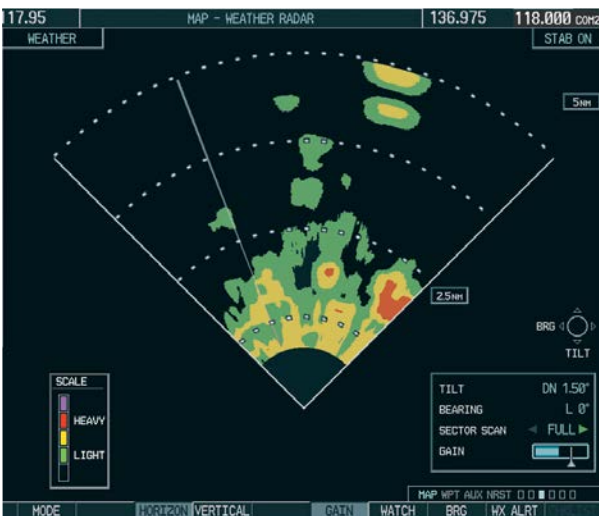 17.95 MAP - WEATHER RADAR 136.975 118.000 COM2
WEATHER STAB ON
5NM
2.5NM
BRG
TILT
SCALE
HEAVY
LIGHT
TILT DN 1.50°
BEARING L 0°
SECTOR SCAN FULL
GAIN
MAP WPT AUX NRST
MODE HORIZON VERTICAL GAIN WATCH BRG WX ALRT